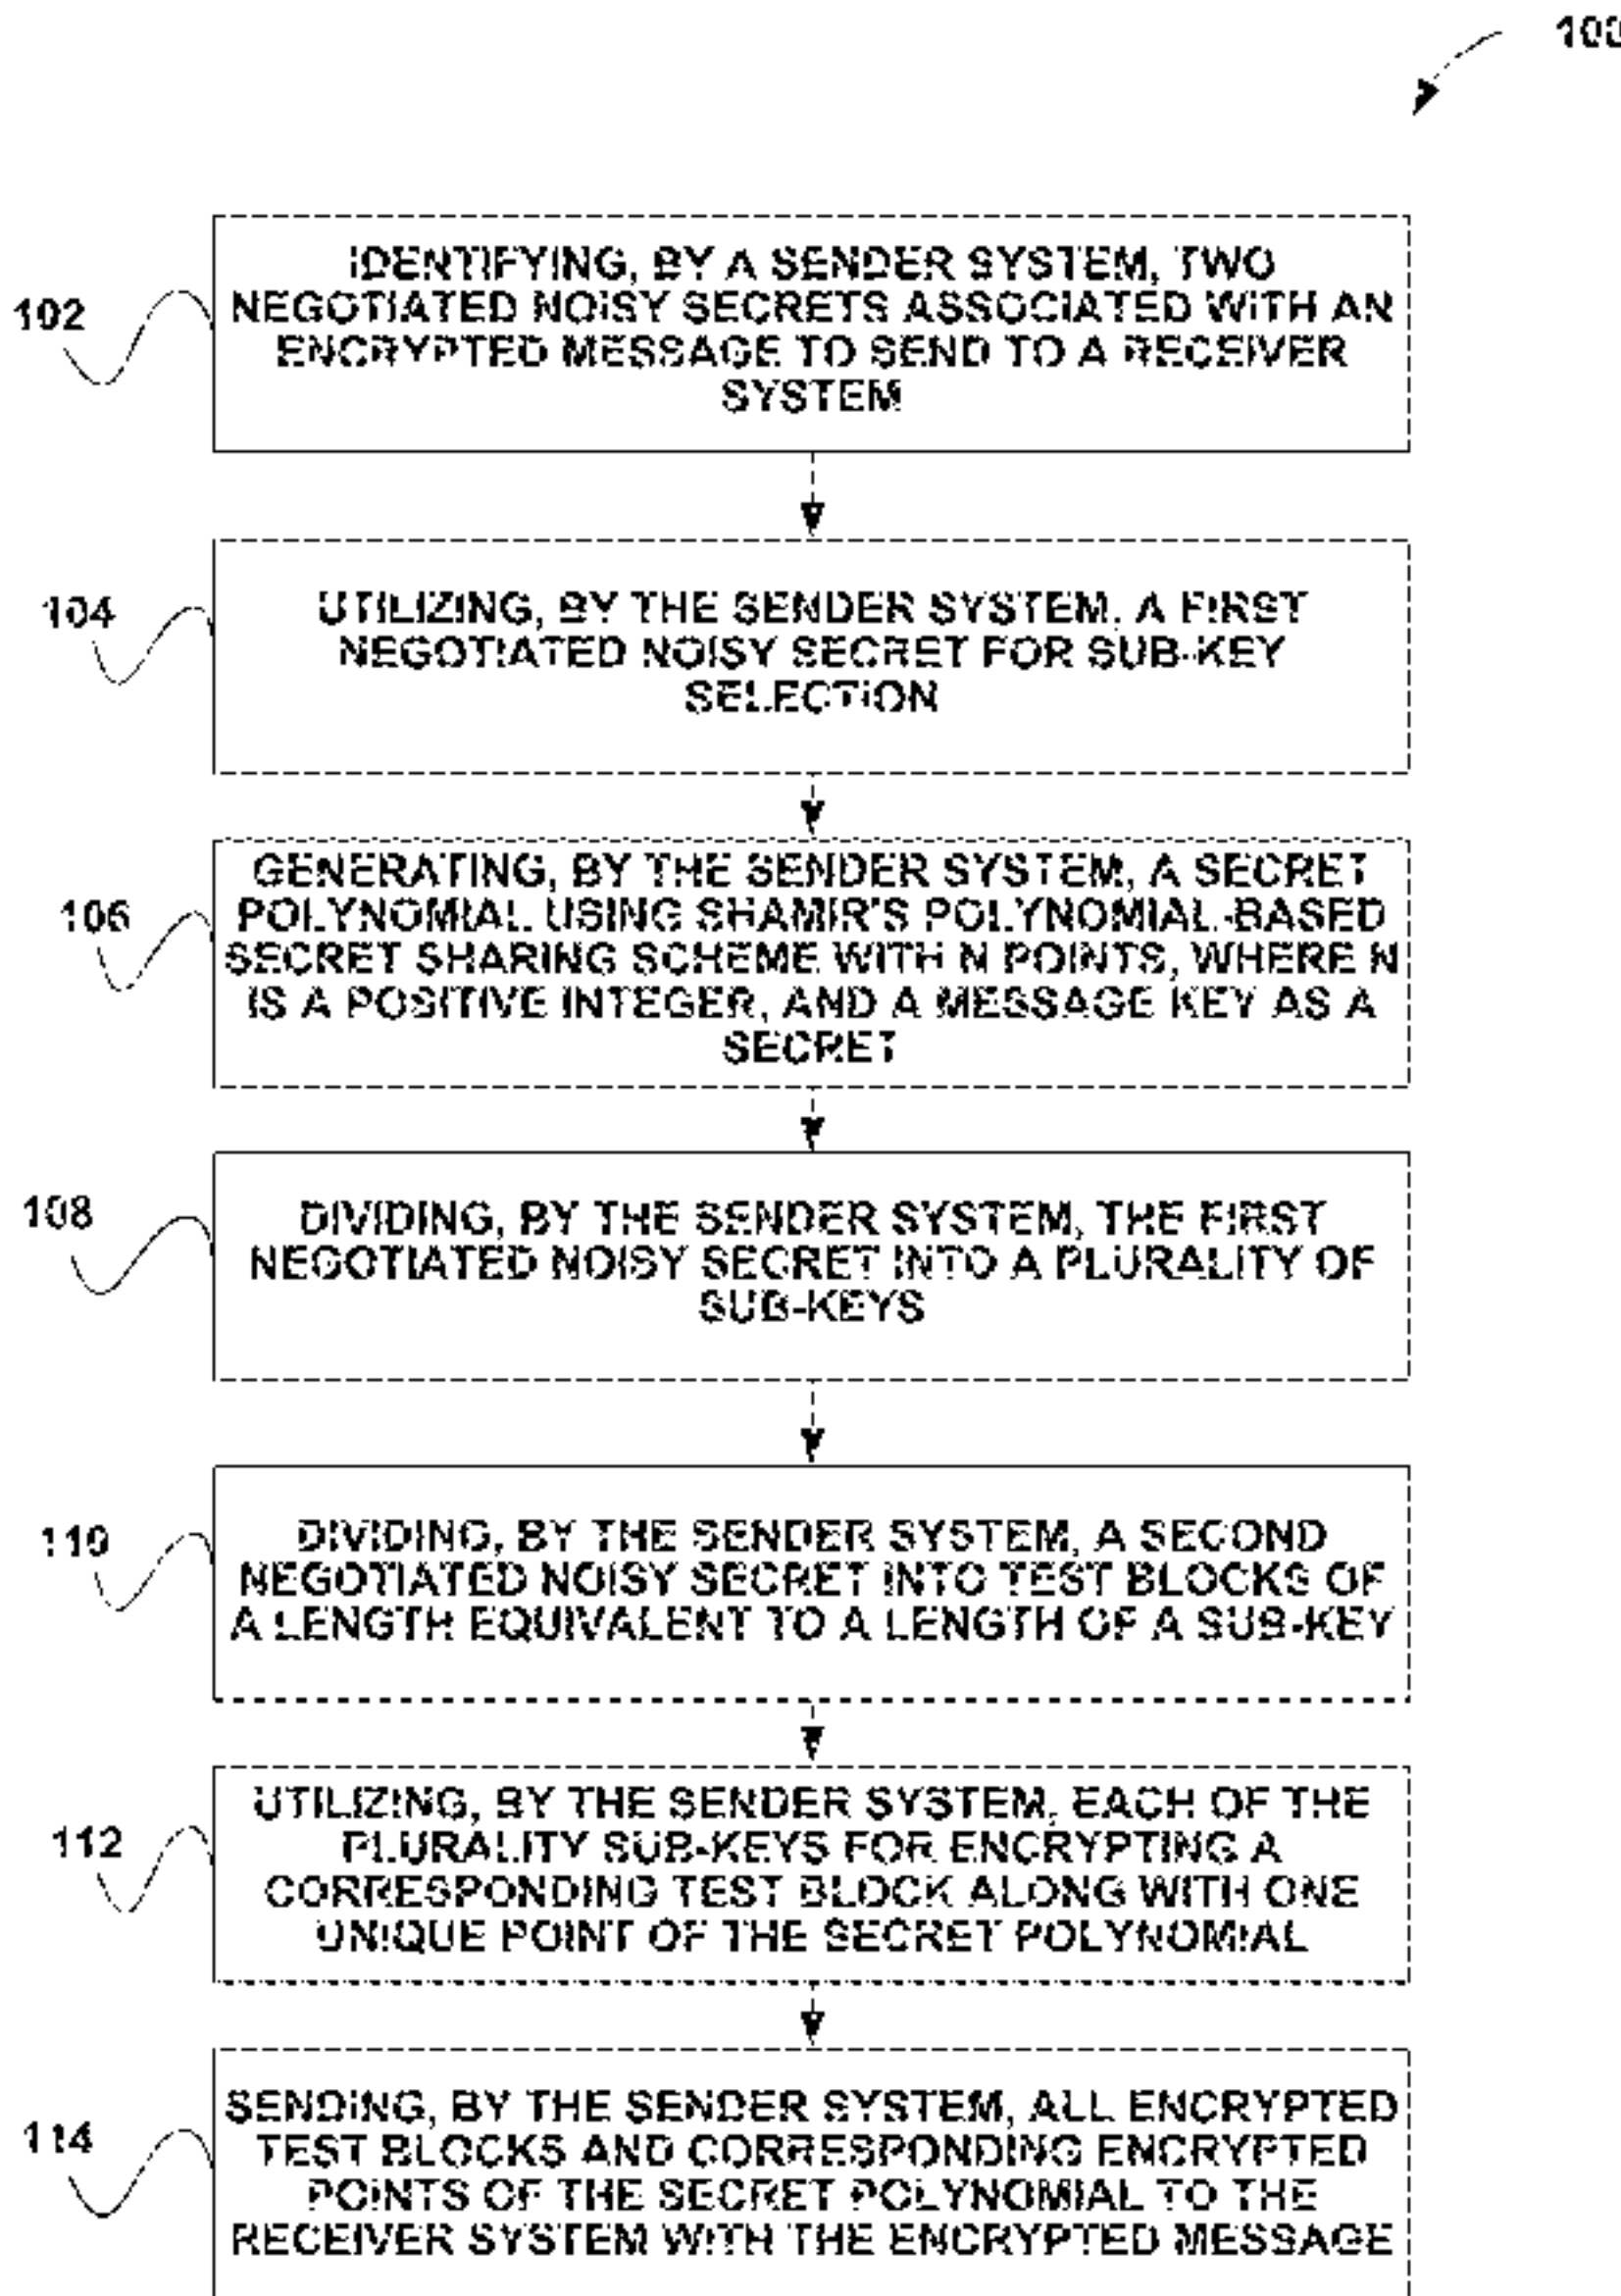 100
IDENTIFYING, BY A SENDER SYSTEM, TWO
NEGOTIATED NOISY SECRETS ASSOCIATED WITH AN
ENCRYPTED MESSAGE TO SEND TO A RECEIVER
SYSTEM
102
UTILIZING, BY THE SENDER SYSTEM, A FIRST
NEGOTIATED NOISY SECRET FOR SUB-KEY
SELECTION
104
GENERATING, BY THE SENDER SYSTEM, A SECRET
POLYNOMIAL USING SHAMIR'S POLYNOMIAL-BASED
SECRET SHARING SCHEME WITH N POINTS, WHERE N
IS A POSITIVE INTEGER, AND A MESSAGE KEY AS A
SECRET
106
DIVIDING, BY THE SENDER SYSTEM, THE FIRST
NEGOTIATED NOISY SECRET INTO A PLURALITY OF
SUB-KEYS
108
DIVIDING, BY THE SENDER SYSTEM, A SECOND
NEGOTIATED NOISY SECRET INTO TEST BLOCKS OF
A LENGTH EQUIVALENT TO A LENGTH OF A SUB-KEY
110
UTILIZING, BY THE SENDER SYSTEM, EACH OF THE
PLURALITY SUB-KEYS FOR ENCRYPTING A
CORRESPONDING TEST BLOCK ALONG WITH ONE
UNIQUE POINT OF THE SECRET POLYNOMIAL
112
SENDING, BY THE SENDER SYSTEM, ALL ENCRYPTED
TEST BLOCKS AND CORRESPONDING ENCRYPTED
POINTS OF THE SECRET POLYNOMIAL TO THE
RECEIVER SYSTEM WITH THE ENCRYPTED MESSAGE
114